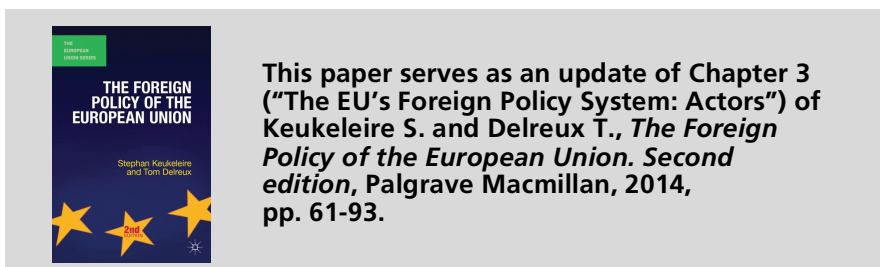 THE
EUROPEAN
UNION SERIES
THE FOREIGN
POLICY OF THE
EUROPEAN UNION
Stephan Keukeleire
and Tom Delreux
2nd
EDITION
This paper serves as an update of Chapter 3
(“The EU’s Foreign Policy System: Actors”) of
Keukeleire S. and Delreux T., The Foreign
Policy of the European Union. Second
edition, Palgrave Macmillan, 2014,
pp. 61-93.